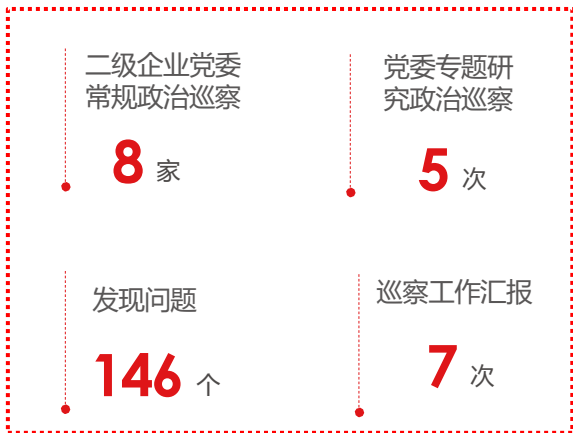 二级企业党委
常规政治巡察
8 家
党委专题研
究政治巡察
5 次
发现问题
146 个
巡察工作汇报
7 次